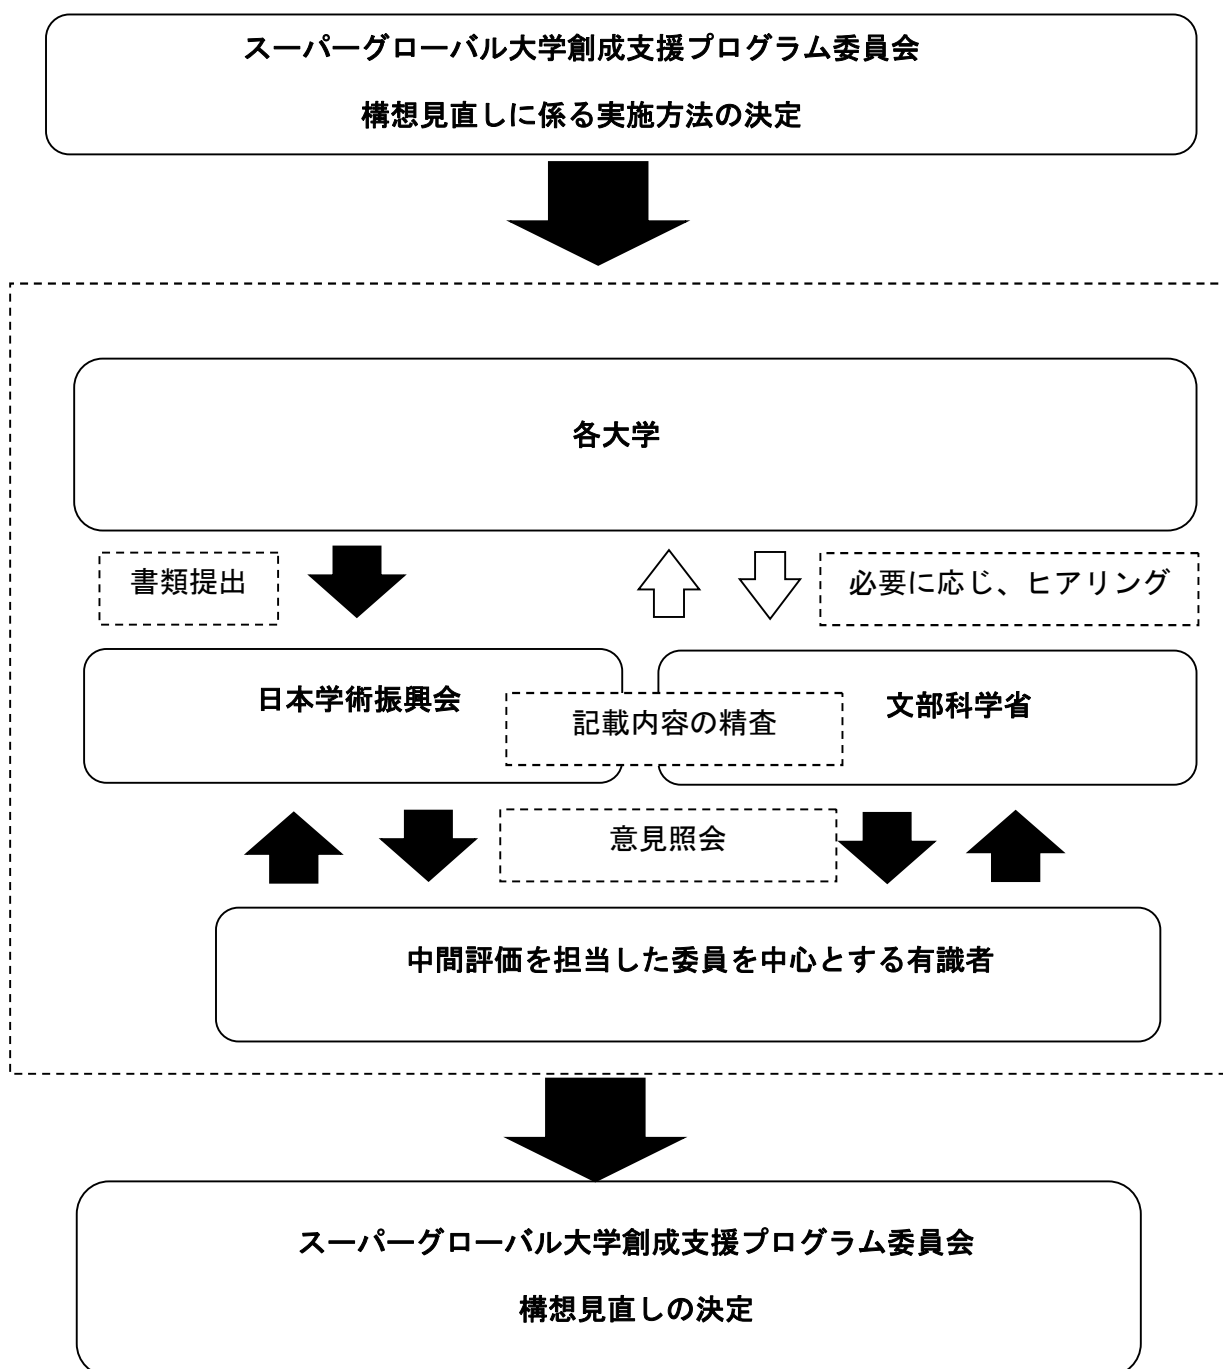 スーパーグローバル大学創成支援プログラム委員会
構想見直しに係る実施方法の決定
各大学
書類提出
必要に応じ、ヒアリング
日本学術振興会
記載内容の精査
文部科学省
意見照会
中間評価を担当した委員を中心とする有識者
スーパーグローバル大学創成支援プログラム委員会
構想見直しの決定